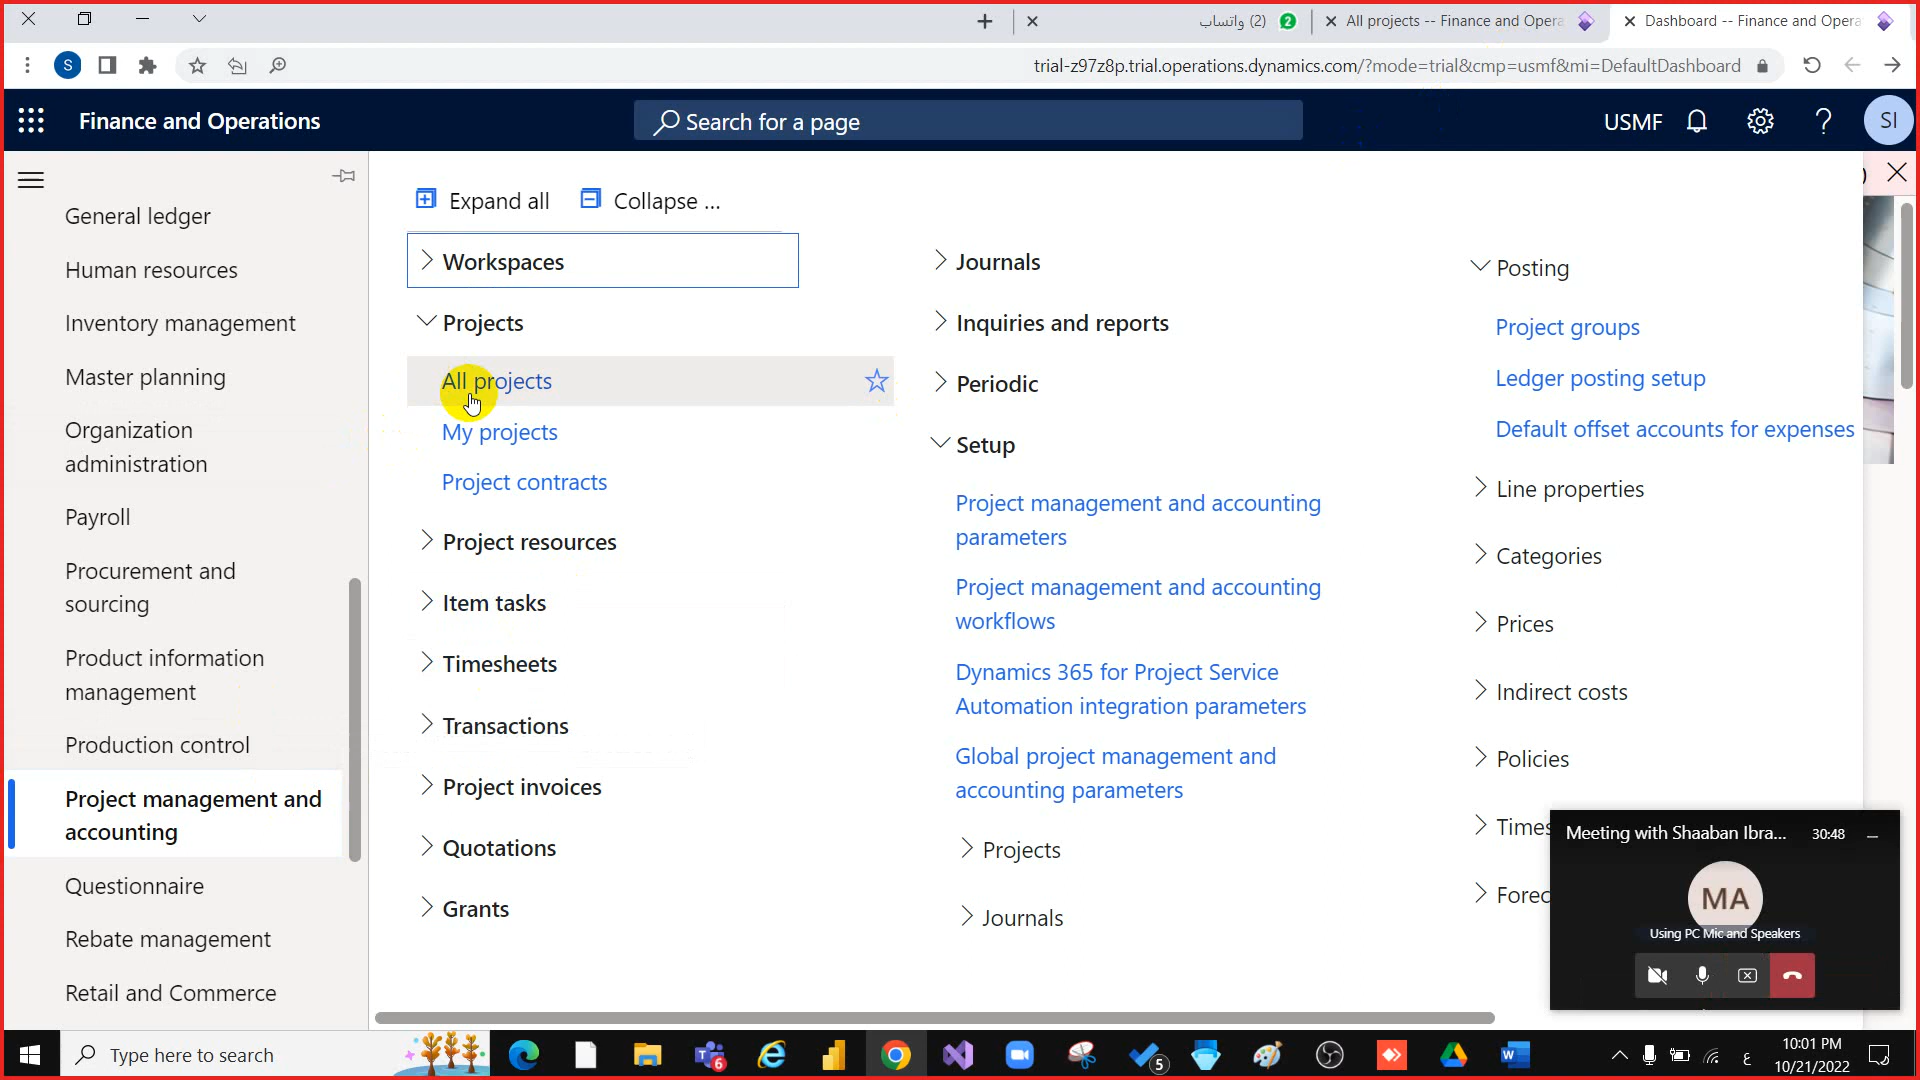 (2) واتساب
2
All projects -- Finance and Opera
Dashboard -- Finance and Opera
S
trial-z97z8p.trial.operations.dynamics.com/?mode=trial&cmp=usmf&mi=DefaultDashboard
Finance and Operations
Search for a page
USMF
?
SI
General ledger
Human resources
Inventory management
Master planning
Organization
administration
Payroll
Procurement and
sourcing
Product information
management
Production control
Project management and
accounting
Questionnaire
Rebate management
Retail and Commerce
Expand all
Collapse ...
Workspaces
Projects
All projects
My projects
Project contracts
Project resources
Item tasks
Timesheets
Transactions
Project invoices
Quotations
Grants
Journals
Inquiries and reports
Periodic
Setup
Project management and accounting
parameters
Project management and accounting
workflows
Dynamics 365 for Project Service
Automation integration parameters
Global project management and
accounting parameters
Projects
Journals
Posting
Project groups
Ledger posting setup
Default offset accounts for expenses
Line properties
Categories
Prices
Indirect costs
Policies
Times
Forec
)
Meeting with Shaaban Ibra...
30:48
MA
Using PC Mic and Speakers
Type here to search
6
5
ع
10:01 PM
10/21/2022